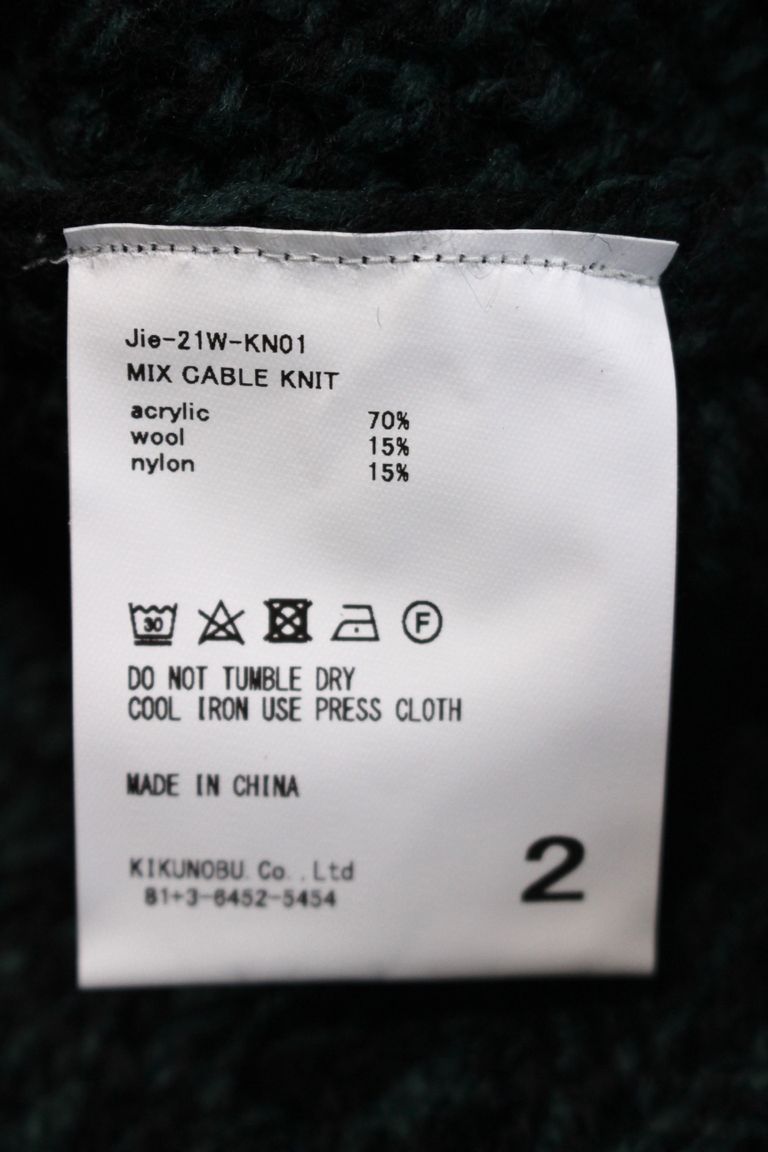 Jie-21W-KN01
MIX CABLE KNIT
acrylic 70%
wool 15%
nylon 15%
30 F
DO NOT TUMBLE DRY
COOL IRON USE PRESS CLOTH
MADE IN CHINA
KIKUNOBU.Co.,Ltd
81+3-6452-5454
2